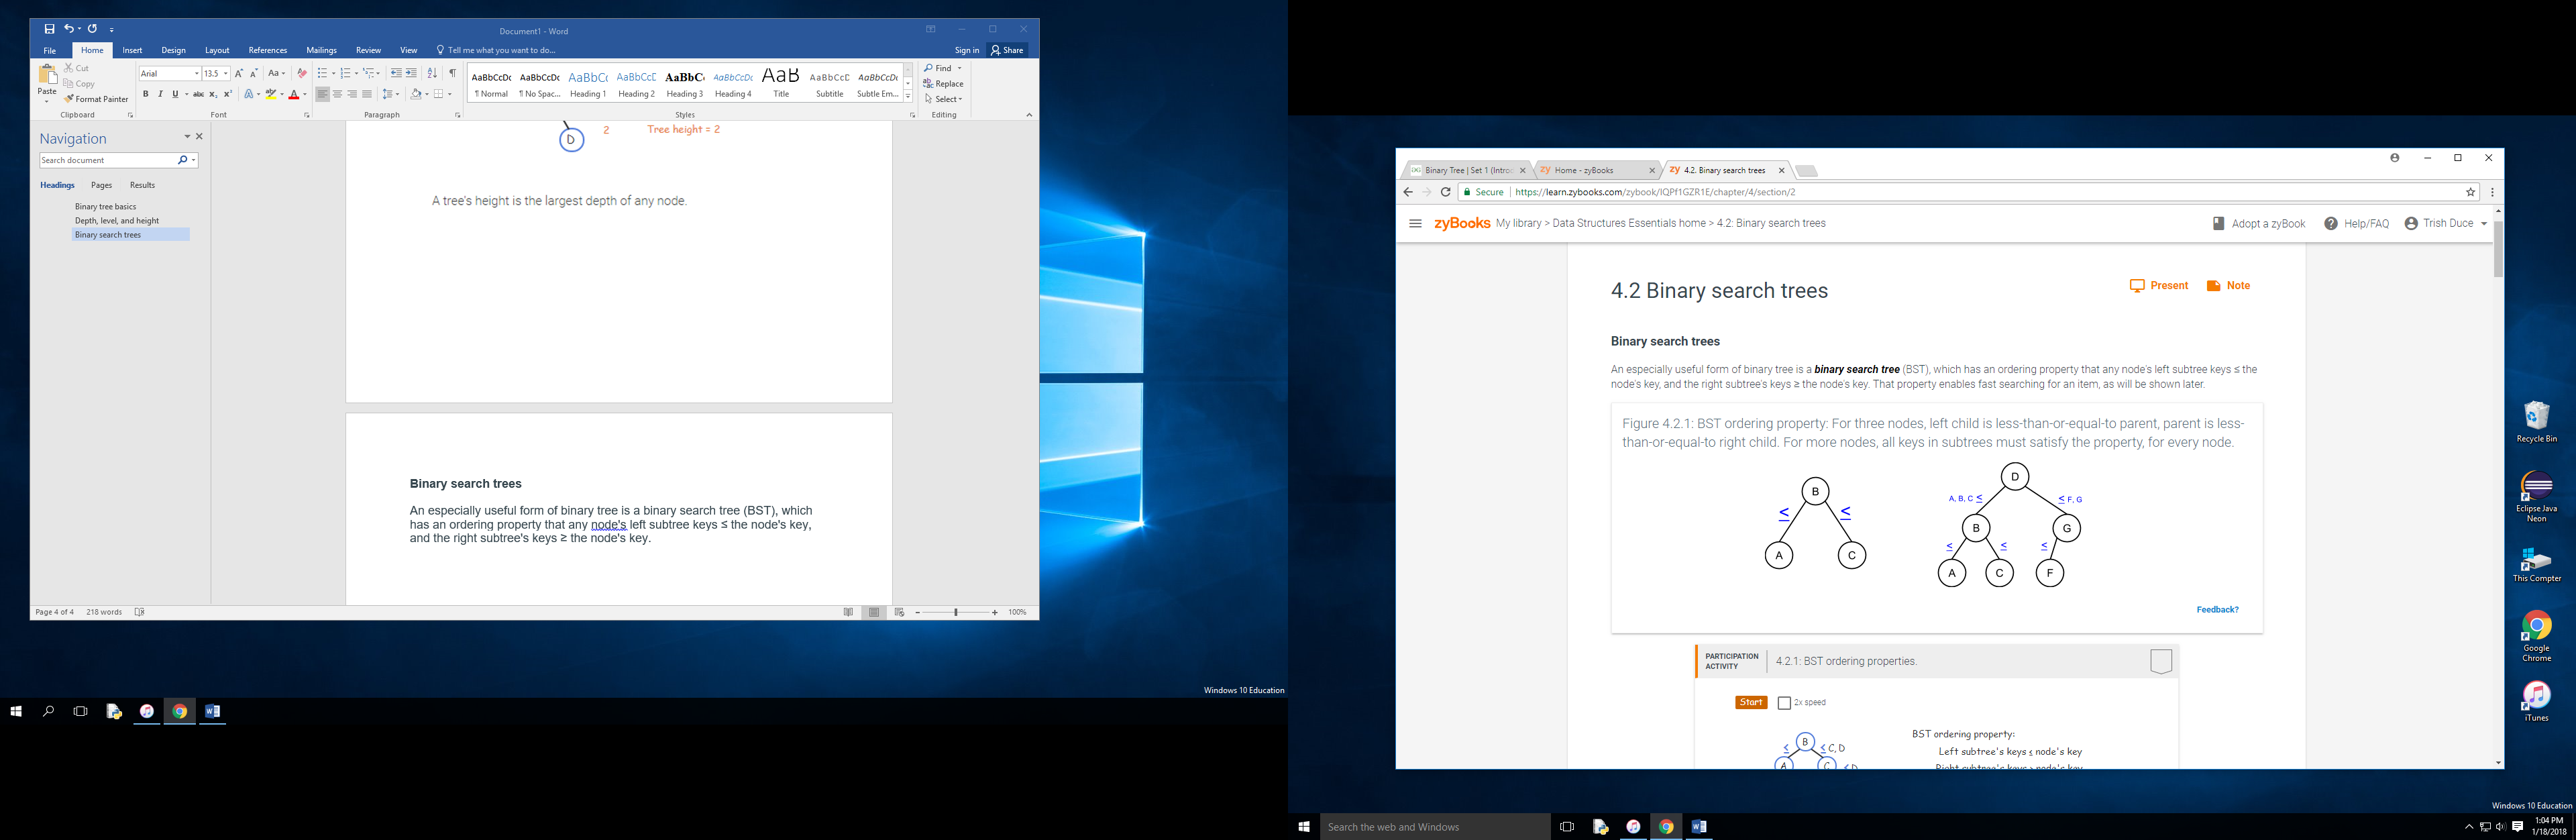 Document1 - Word
File Home Insert Design Layout References Mailings Review View Tell me what you want to do... Sign in Share
Paste
Cut
Copy
Format Painter
Clipboard
Arial 13.5
Font
Paragraph
AaBbCcDc AaBbCcDc AaBbCc AaBbCcD AaBbC AaBbCcDc AaB AaBbCcD AaBbCcDc
¶ Normal ¶ No Spac... Heading 1 Heading 2 Heading 3 Heading 4 Title Subtitle Subtle Em...
Styles
Find
Replace
Select
Editing
Navigation
Search document
Headings Pages Results
Binary tree basics
Depth, level, and height
Binary search trees
D 2 Tree height = 2
A tree's height is the largest depth of any node.
Binary search trees
An especially useful form of binary tree is a binary search tree (BST), which
has an ordering property that any node's left subtree keys ≤ the node's key,
and the right subtree's keys ≥ the node's key.
Page 4 of 4 218 words 100%
Windows 10 Education
Binary Tree | Set 1 (Intro Home - zyBooks 4.2. Binary search trees
Secure https://learn.zybooks.com/zybook/IQPf1GZR1E/chapter/4/section/2
zyBooks My library > Data Structures Essentials home > 4.2: Binary search trees Adopt a zyBook Help/FAQ Trish Duce
4.2 Binary search trees
Present Note
Binary search trees
An especially useful form of binary tree is a binary search tree (BST), which has an ordering property that any node's left subtree keys ≤ the
node's key, and the right subtree's keys ≥ the node's key. That property enables fast searching for an item, as will be shown later.
Figure 4.2.1: BST ordering property: For three nodes, left child is less-than-or-equal-to parent, parent is less-
than-or-equal-to right child. For more nodes, all keys in subtrees must satisfy the property, for every node.
B
≤ ≤
A C
D
A, B, C ≤ ≤ F, G
B G
≤ ≤ ≤
A C F
Feedback?
PARTICIPATION
ACTIVITY
4.2.1: BST ordering properties.
Start 2x speed
B
≤ ≤ C, D
A C ≤ D
BST ordering property:
Left subtree's keys ≤ node's key
Right subtree's keys ≥ node's key
Recycle Bin
Eclipse Java
Neon
This Compter
Google
Chrome
iTunes
Windows 10 Education
Search the web and Windows
1:04 PM
1/18/2018